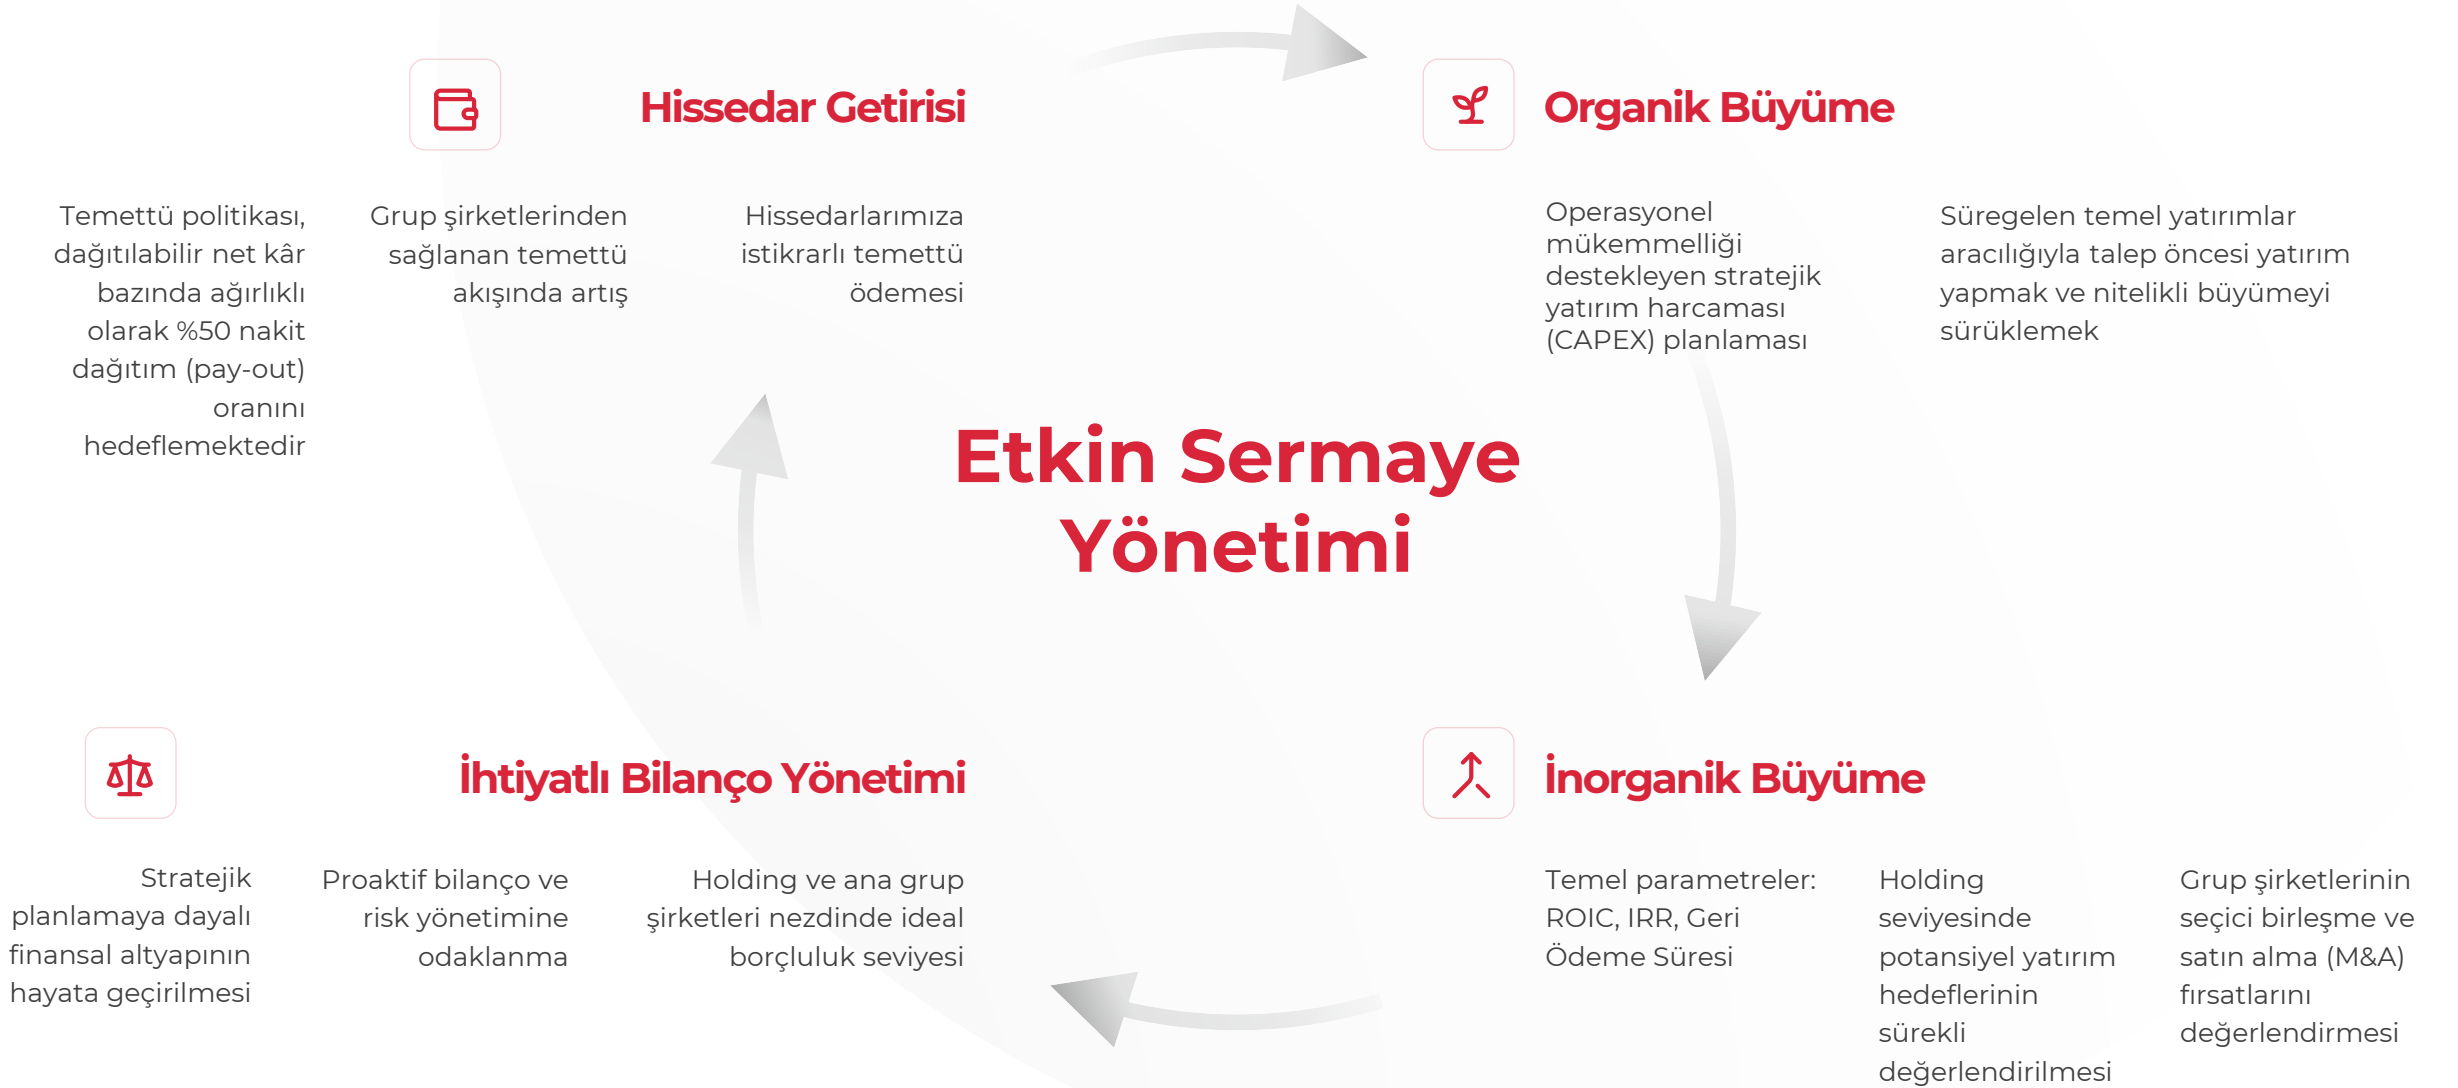 Hissedar Getirisi
Temettü politikası,
dağıtılabilir net kâr
bazında ağırlıklı
olarak %50 nakit
dağıtım (pay-out)
oranını
hedeflemektedir
Grup şirketlerinden
sağlanan temettü
akışında artış
Hissedarlarımıza
istikrarlı temettü
ödemesi
Organik Büyüme
Operasyonel
mükemmelliği
destekleyen stratejik
yatırım harcaması
(CAPEX) planlaması
Süregelen temel yatırımlar
aracılığıyla talep öncesi yatırım
yapmak ve nitelikli büyümeyi
sürüklemek
Etkin Sermaye
Yönetimi
İhtiyatlı Bilanço Yönetimi
Stratejik
planlamaya dayalı
finansal altyapının
hayata geçirilmesi
Proaktif bilanço ve
risk yönetimine
odaklanma
Holding ve ana grup
şirketleri nezdinde ideal
borçluluk seviyesi
İnorganik Büyüme
Temel parametreler:
ROIC, IRR, Geri
Ödeme Süresi
Holding
seviyesinde
potansiyel yatırım
hedeflerinin
sürekli
değerlendirilmesi
Grup şirketlerinin
seçici birleşme ve
satın alma (M&A)
fırsatlarını
değerlendirmesi